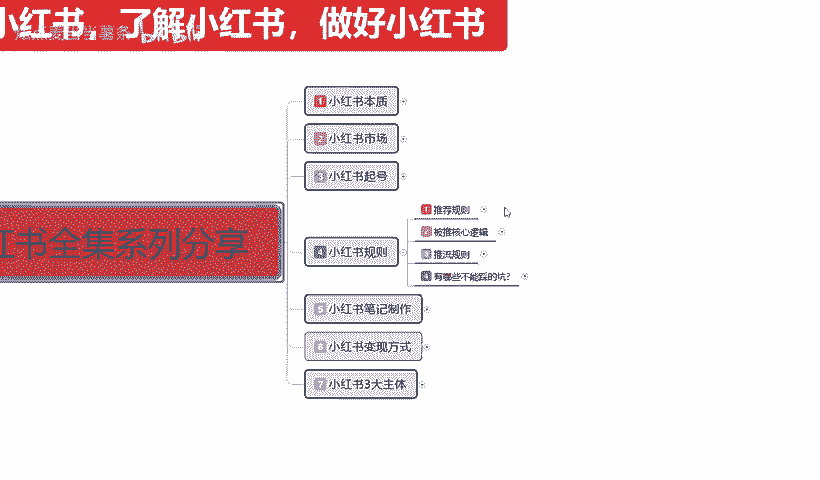 小红书，了解小红书，做好小红书
1 小红书本质
2 小红书市场
3 小红书起号
红书全集系列分享
4 小红书规则
1 推荐规则
2 被推核心逻辑
3 推流规则
4 有哪些不能踩的坑?
5 小红书笔记制作
6 小红书变现方式
7 小红书3大主体